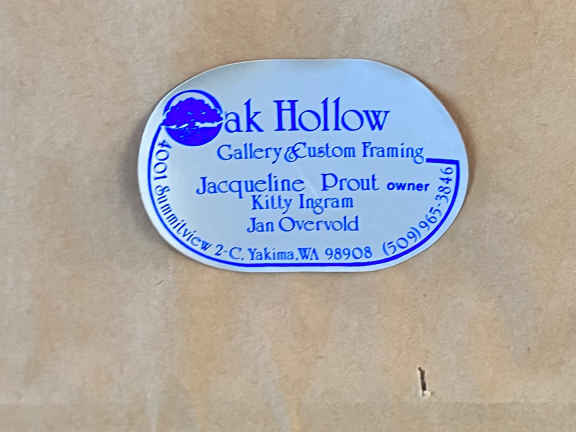 Oak Hollow
Gallery & Custom Framing
Jacqueline Prout owner
Kitty Ingram
Jan Overvold
4001 Summitview 2-C, Yakima, WA 98908 (509) 965-3846